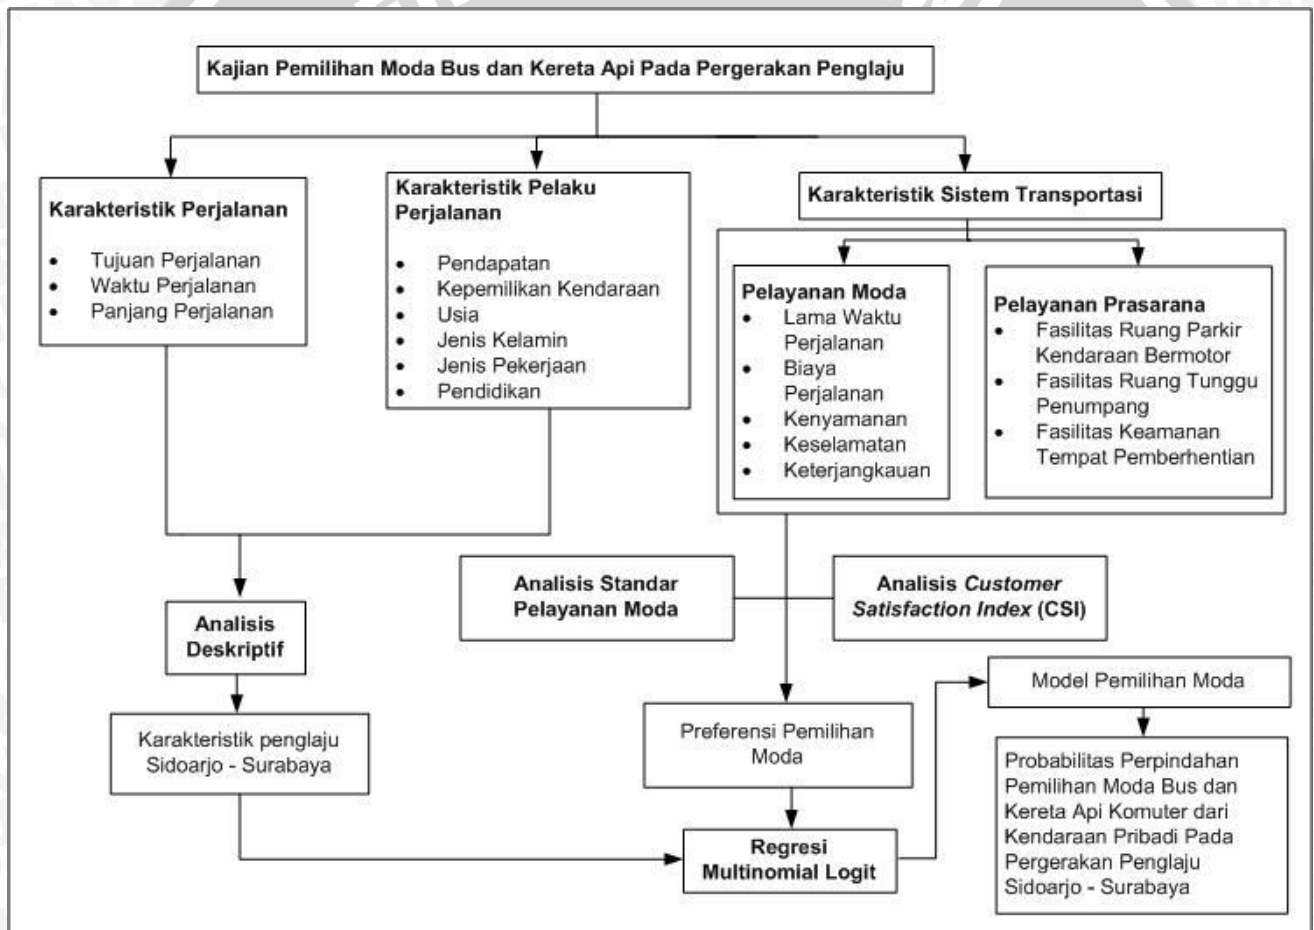 Kajian Pemilihan Moda Bus dan Kereta Api Pada Pergerakan Penglaju
Karakteristik Perjalanan
• Tujuan Perjalanan
• Waktu Perjalanan
• Panjang Perjalanan
Karakteristik Pelaku
Perjalanan
• Pendapatan
• Kepemilikan Kendaraan
• Usia
• Jenis Kelamin
• Jenis Pekerjaan
• Pendidikan
Karakteristik Sistem Transportasi
Pelayanan Moda
• Lama Waktu
Perjalanan
• Biaya
Perjalanan
• Kenyamanan
• Keselamatan
• Keterjangkauan
Pelayanan Prasarana
• Fasilitas Ruang Parkir
Kendaraan Bermotor
• Fasilitas Ruang Tunggu
Penumpang
• Fasilitas Keamanan
Tempat Pemberhentian
Analisis Standar
Pelayanan Moda
Analisis Customer
Satisfaction Index (CSI)
Analisis
Deskriptif
Karakteristik penglaju
Sidoarjo - Surabaya
Preferensi Pemilihan
Moda
Regresi
Multinomial Logit
Model Pemilihan Moda
Probabilitas Perpindahan
Pemilihan Moda Bus dan
Kereta Api Komuter dari
Kendaraan Pribadi Pada
Pergerakan Penglaju
Sidoarjo - Surabaya